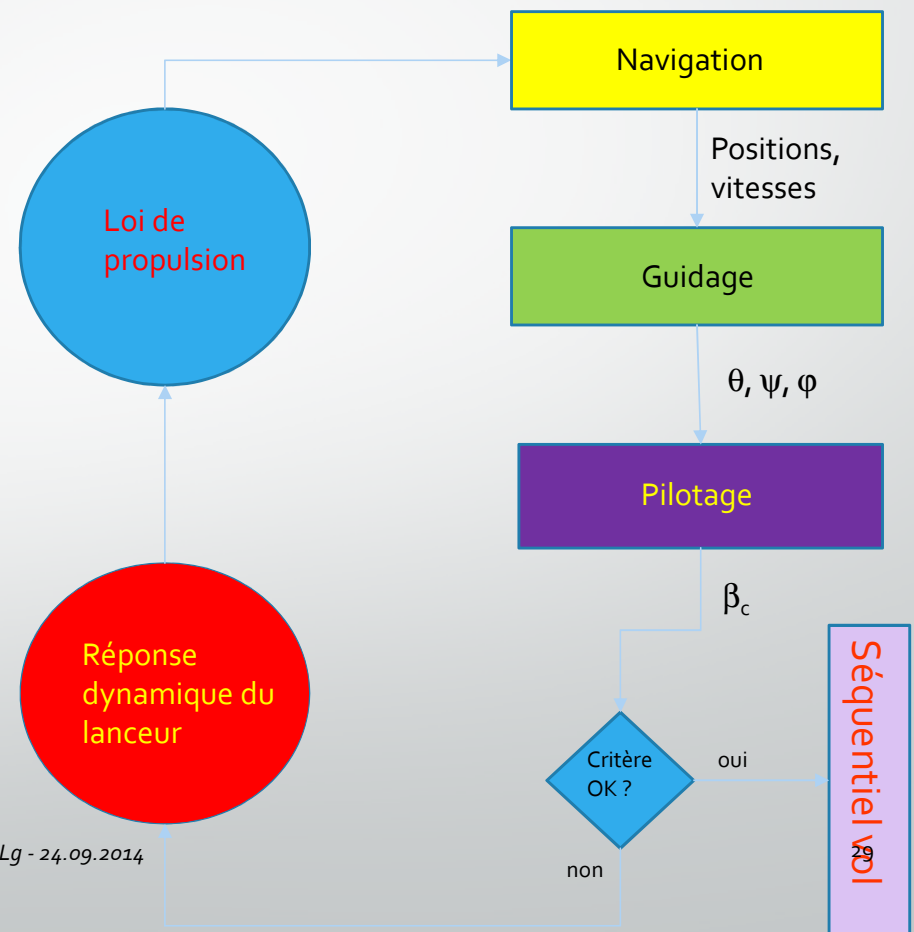 Navigation
Positions,
vitesses
Loi de
propulsion
Guidage
θ, ψ, φ
Pilotage
βc
Réponse
dynamique du
lanceur
Critère
OK ?
oui
non
Séquentiel vol
Lg - 24.09.2014
29